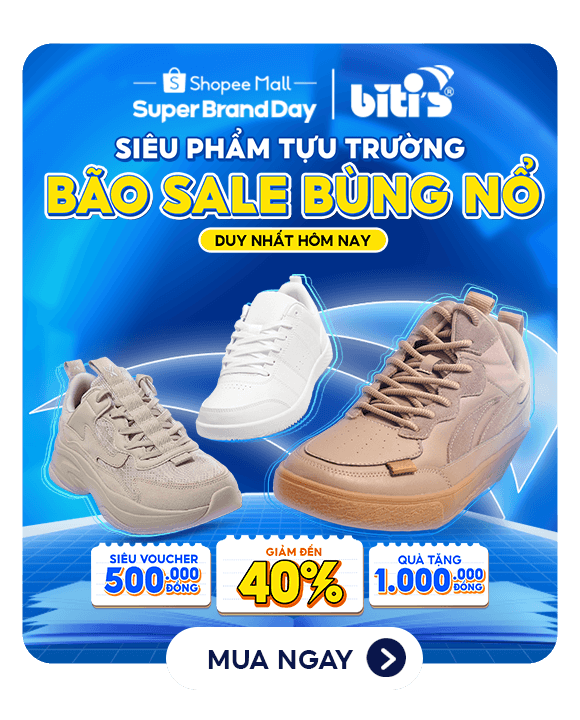 Shopee Mall
Super Brand Day
biti's®
SIÊU PHẨM TỰU TRƯỜNG
BÃO SALE BÙNG NỔ
DUY NHẤT HÔM NAY
SIÊU VOUCHER
500.000 ĐỒNG
GIẢM ĐẾN
40%
QUÀ TẶNG
1.000.000 ĐỒNG
MUA NGAY